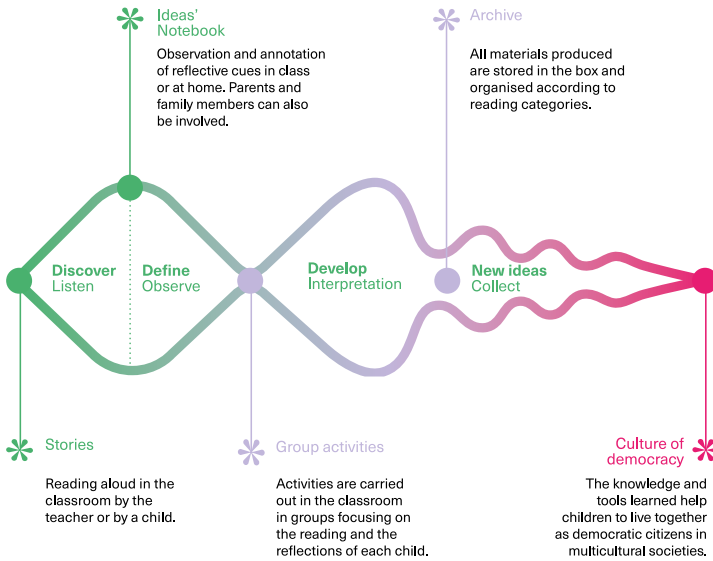 Ideas’
Notebook
Observation and annotation
of reflective cues in class
or at home. Parents and
family members can also
be involved.
Archive
All materials produced
are stored in the box and
organised according to
reading categories.
Discover
Listen
Define
Observe
Develop
Interpretation
New ideas
Collect
Stories
Reading aloud in the
classroom by the
teacher or by a child.
Group activities
Activities are carried
out in the classroom
in groups focusing on
the reading and the
reflections of each child.
Culture of
democracy
The knowledge and
tools learned help
children to live together
as democratic citizens in
multicultural societies.